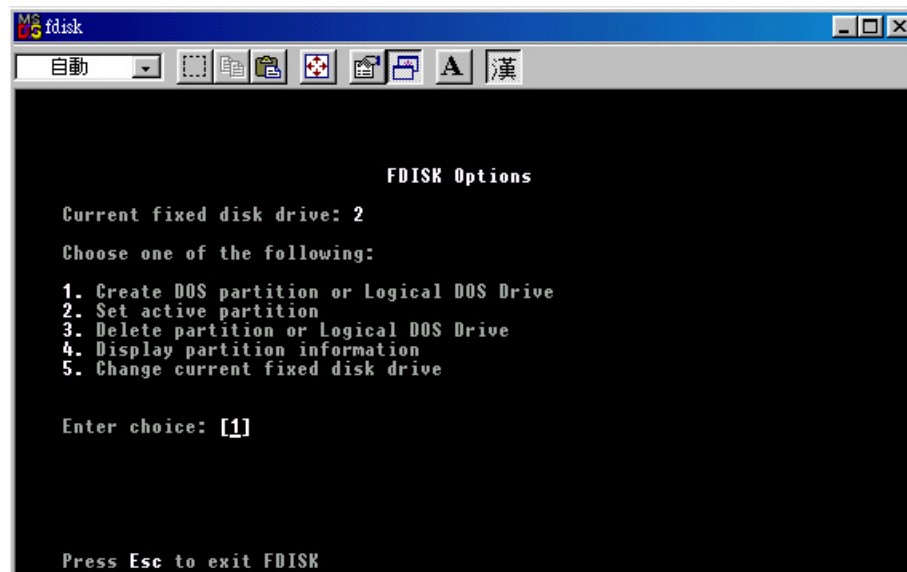 MS DOS fdisk
自動 A 漢
FDISK Options
Current fixed disk drive: 2
Choose one of the following:
1. Create DOS partition or Logical DOS Drive
2. Set active partition
3. Delete partition or Logical DOS Drive
4. Display partition information
5. Change current fixed disk drive
Enter choice: [1]
Press Esc to exit FDISK